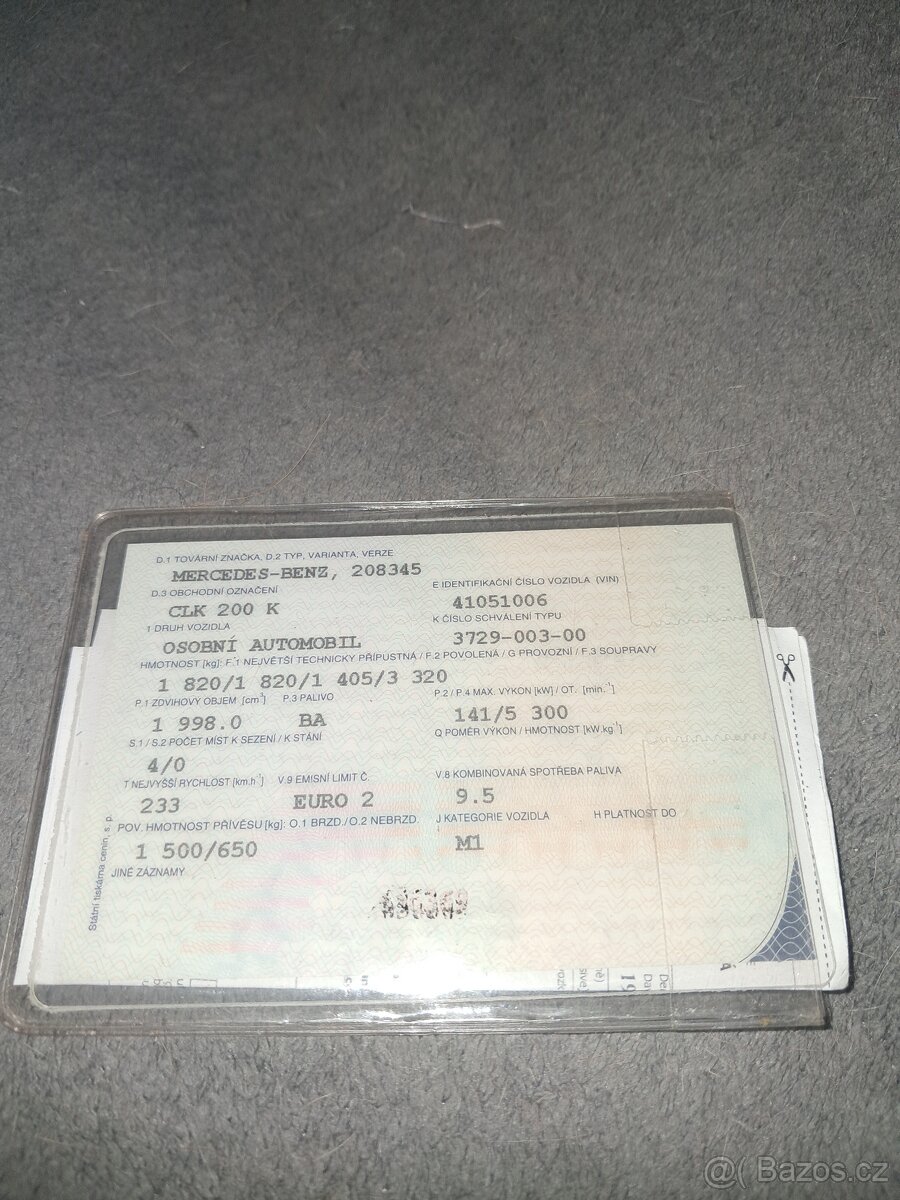 D.1 TOVÁRNÍ ZNAČKA, D.2 TYP, VARIANTA, VERZE
MERCEDES-BENZ, 208345
D.3 OBCHODNÍ OZNAČENÍ
E IDENTIFIKAČNÍ ČÍSLO VOZIDLA (VIN)
CLK 200 K
41051006
1 DRUH VOZIDLA
K ČÍSLO SCHVÁLENÍ TYPU
OSOBNÍ AUTOMOBIL
3729-003-00
HMOTNOST [kg]: F.1 NEJVĚTŠÍ TECHNICKY PŘÍPUSTNÁ / F.2 POVOLENÁ / G PROVOZNÍ / F.3 SOUPRAVY
1 820/1 820/1 405/3 320
P.1 ZDVIHOVÝ OBJEM [cm³] P.3 PALIVO
P.2 / P.4 MAX. VÝKON [kW] / OT. [min.⁻¹]
1 998.0 BA
141/5 300
S.1 / S.2 POČET MÍST K SEZENÍ / K STÁNÍ
Q POMĚR VÝKON / HMOTNOST [kW.kg⁻¹]
4/0
T NEJVYŠŠÍ RYCHLOST [km.h⁻¹] V.9 EMISNÍ LIMIT Č.
V.8 KOMBINOVANÁ SPOTŘEBA PALIVA
233 EURO 2
9.5
POV. HMOTNOST PŘÍVĚSU [kg]: O.1 BRZD./O.2 NEBRZD.
J KATEGORIE VOZIDLA H PLATNOST DO
1 500/650
M1
JINÉ ZÁZNAMY
Státní tiskárna cenin, s. p.
@( Bazos.cz